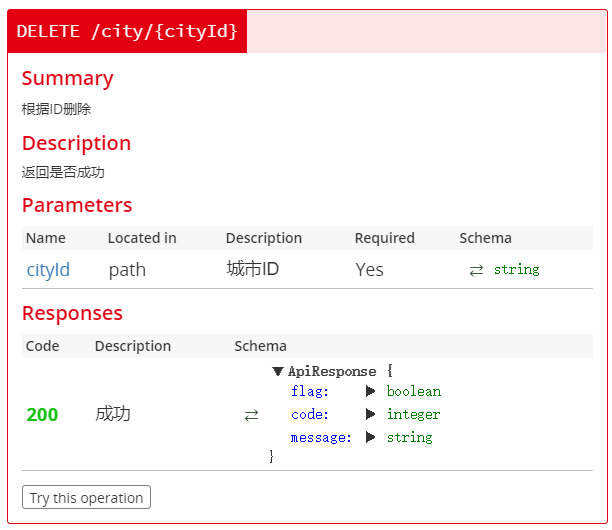 DELETE /city/{cityId}
Summary
根据ID删除
Description
返回是否成功
Parameters
Name Located in Description Required Schema
cityId path 城市ID Yes ⇄ string
Responses
Code Description Schema
200 成功 ⇄ ▼ ApiResponse {
flag: ▶ boolean
code: ▶ integer
message: ▶ string
}
Try this operation